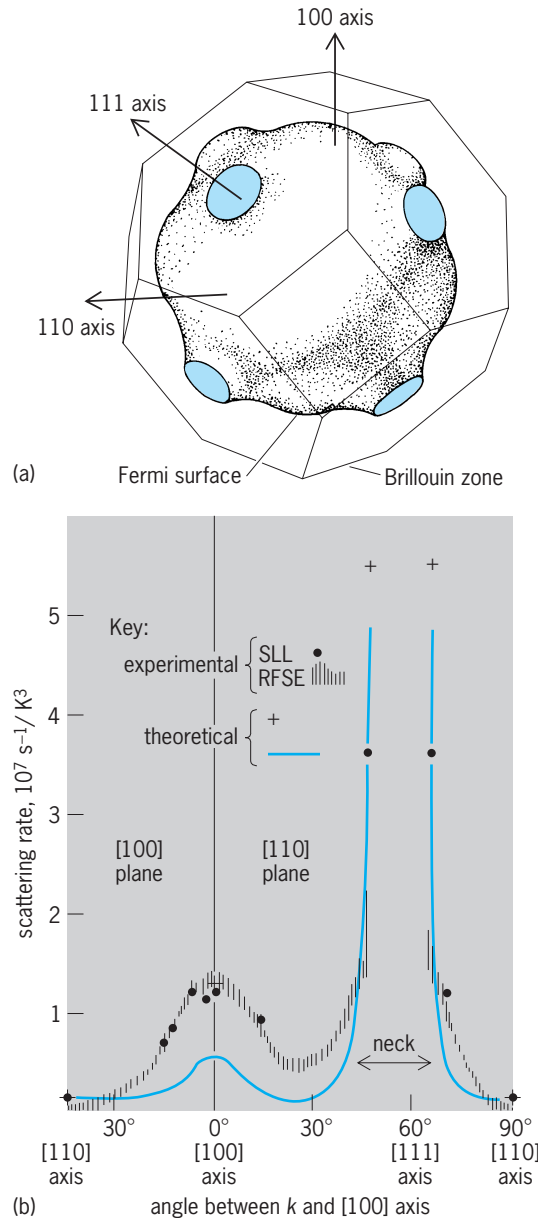 100 axis
111 axis
110 axis
(a)
Fermi surface
Brillouin zone
5
4
3
2
1
scattering rate, 10⁷ s⁻¹/ K³
Key:
experimental
SLL
RFSE
theoretical
+
[100]
plane
[110]
plane
neck
30° 0° 30° 60° 90°
[110] [100] [111] [110]
axis axis axis axis
(b)
angle between k and [100] axis